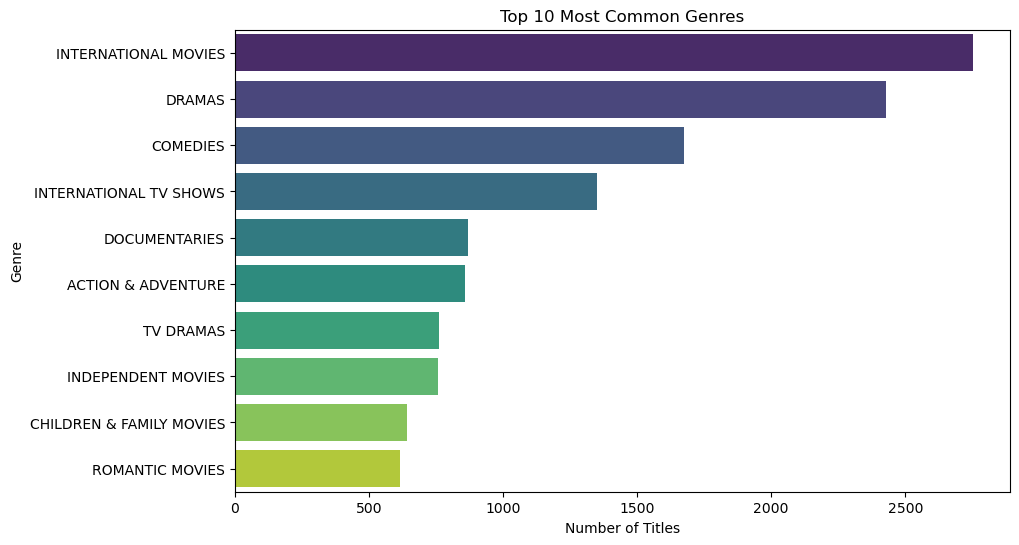 Top 10 Most Common Genres
INTERNATIONAL MOVIES
DRAMAS
COMEDIES
INTERNATIONAL TV SHOWS
DOCUMENTARIES
ACTION & ADVENTURE
TV DRAMAS
INDEPENDENT MOVIES
CHILDREN & FAMILY MOVIES
ROMANTIC MOVIES
Genre
0 500 1000 1500 2000 2500
Number of Titles